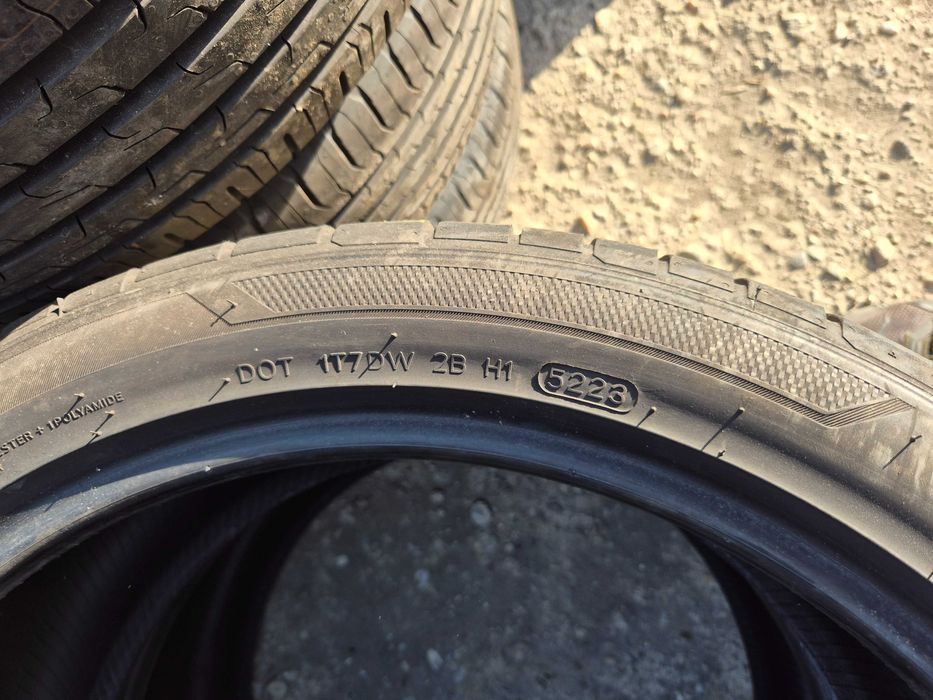 DOT 1T7DW 2B H1 5223
ESTER + 1POLYAMIDE